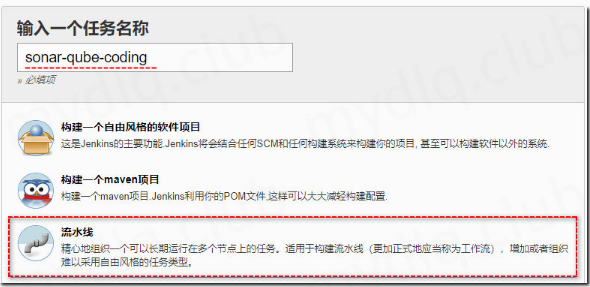 输入一个任务名称
sonar-qube-coding
» 必填项
构建一个自由风格的软件项目
这是Jenkins的主要功能.Jenkins将会结合任何SCM和任何构建系统来构建你的项目, 甚至可以构建软件以外的系统.
构建一个maven项目
构建一个maven项目.Jenkins利用你的POM文件,这样可以大大减轻构建配置.
流水线
精心地组织一个可以长期运行在多个节点上的任务。适用于构建流水线（更加正式地应当称为工作流），增加或者组织
难以采用自由风格的任务类型。
mydlq.club